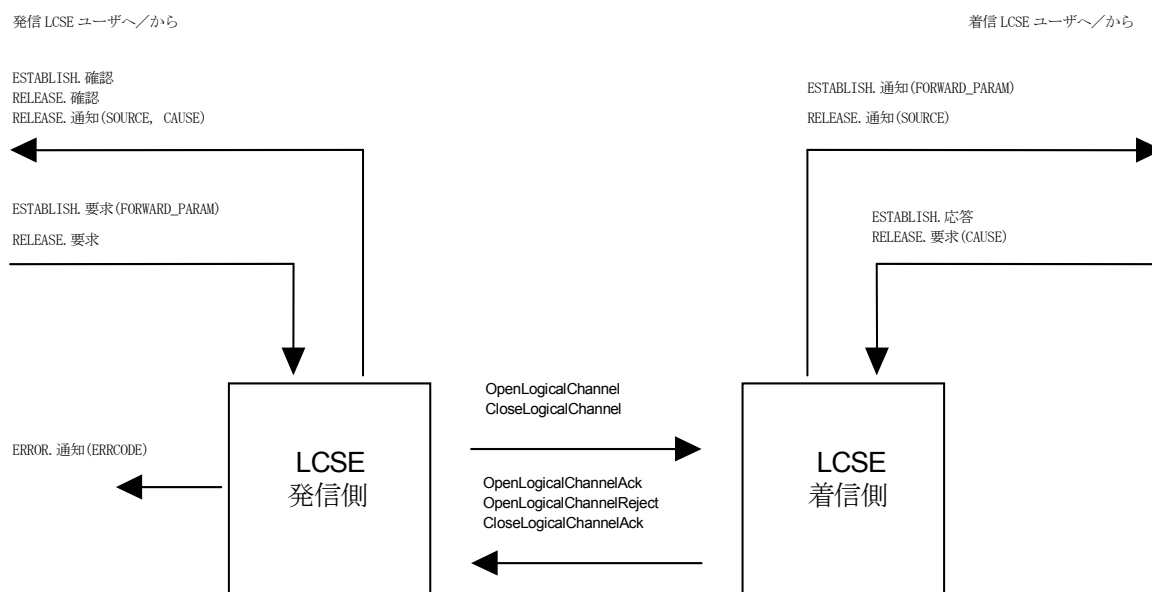 発信 LCSE ユーザへ／から
着信 LCSE ユーザへ／から
ESTABLISH.確認
RELEASE.確認
RELEASE.通知(SOURCE, CAUSE)
ESTABLISH.通知(FORWARD_PARAM)
RELEASE.通知(SOURCE)
ESTABLISH.要求(FORWARD_PARAM)
RELEASE.要求
ESTABLISH.応答
RELEASE.要求(CAUSE)
OpenLogicalChannel
CloseLogicalChannel
ERROR.通知(ERRCODE)
LCSE
発信側
OpenLogicalChannelAck
OpenLogicalChannelReject
CloseLogicalChannelAck
LCSE
着信側